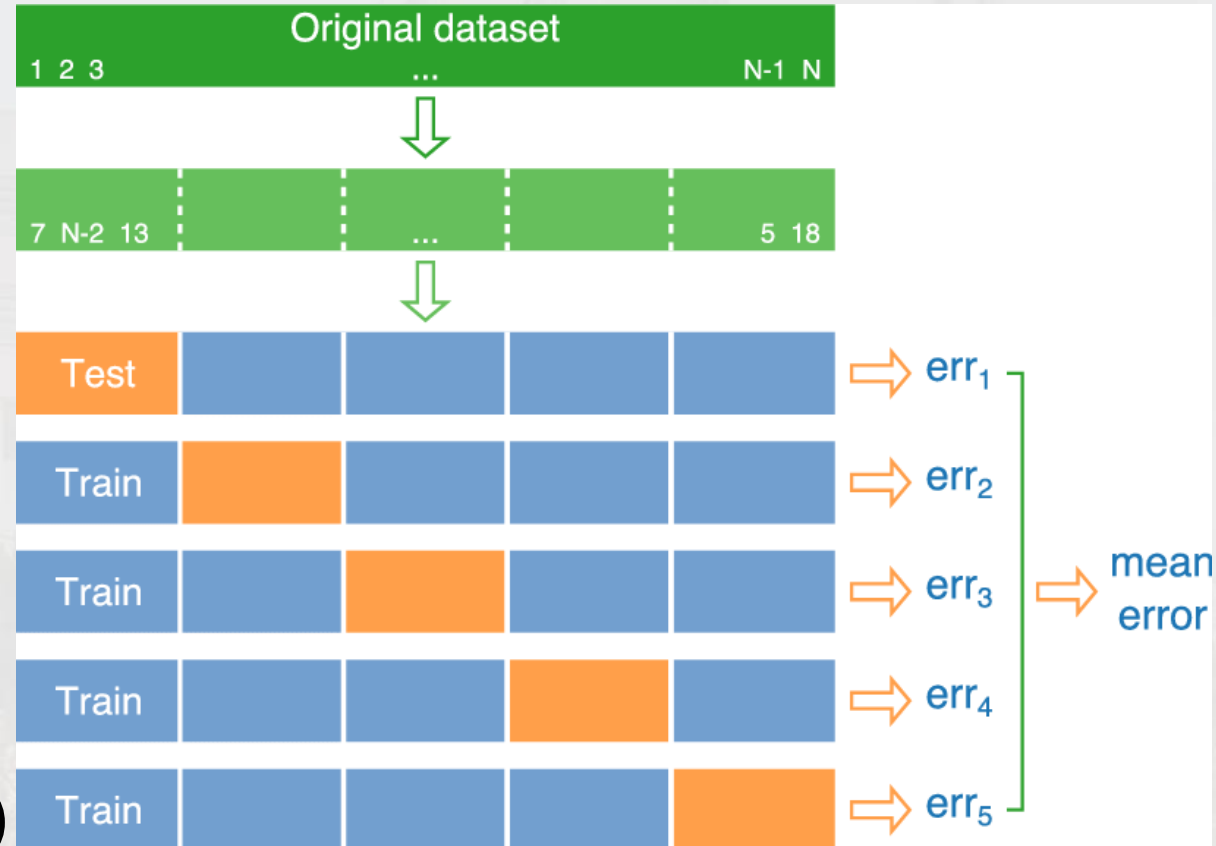 Original dataset
1 2 3 ... N-1 N
7 N-2 13 ... 5 18
Test
err1
Train
err2
Train
err3
mean
error
Train
err4
Train
err5